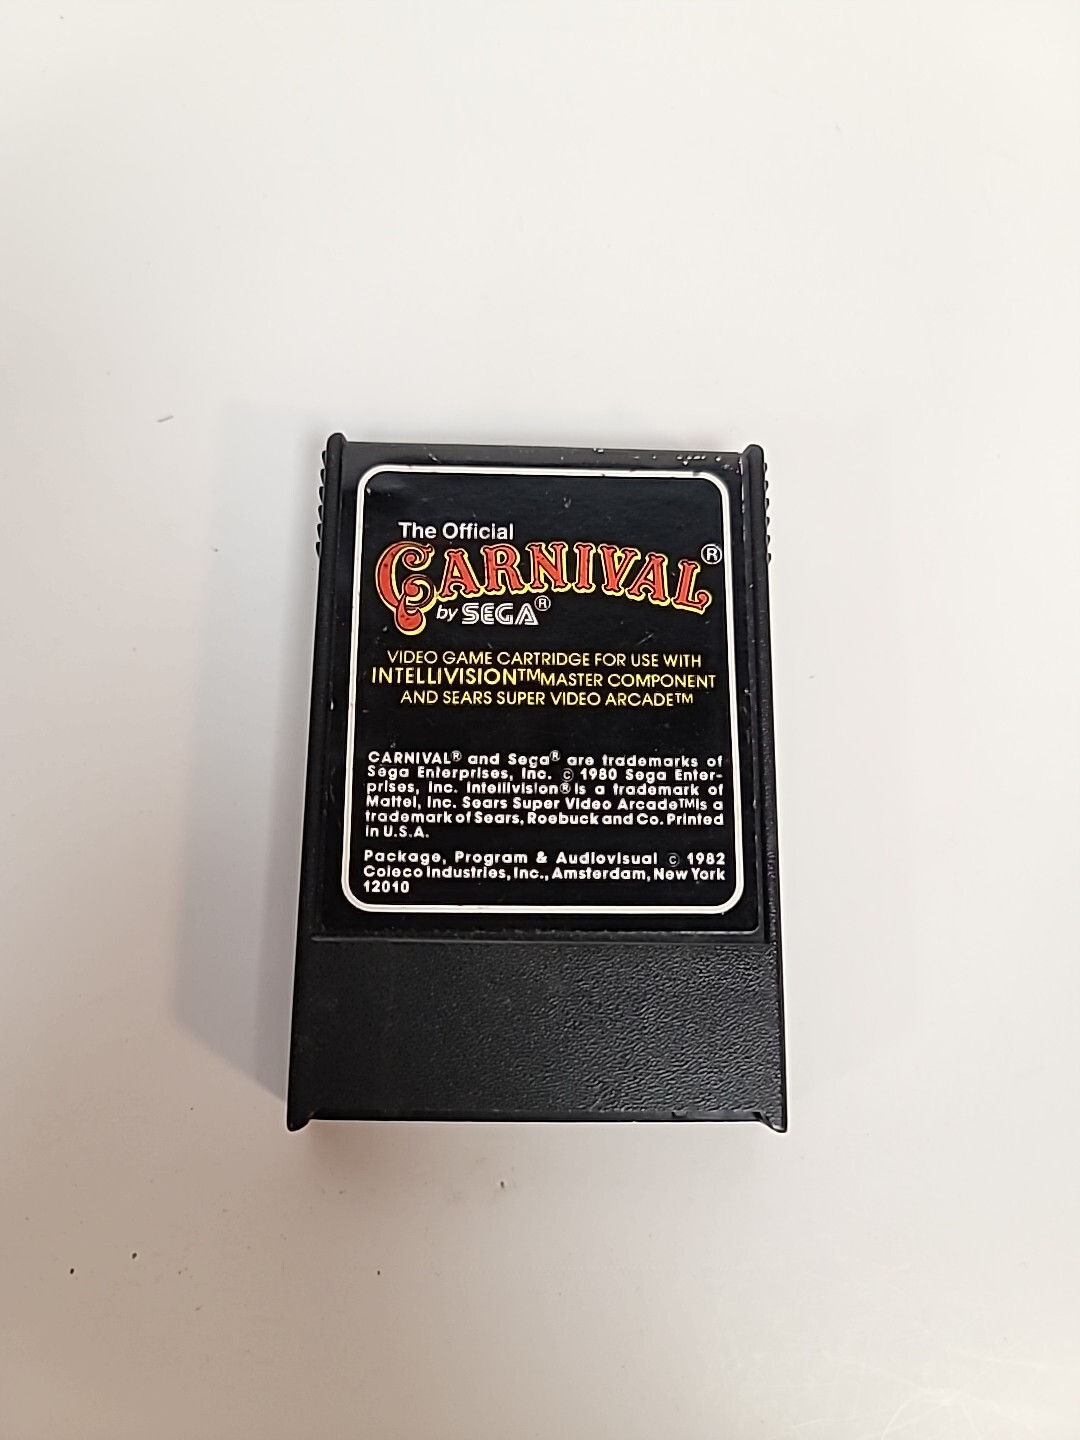 The Official
CARNIVAL®
by SEGA®
VIDEO GAME CARTRIDGE FOR USE WITH
INTELLIVISION™ MASTER COMPONENT
AND SEARS SUPER VIDEO ARCADE™
CARNIVAL® and Sega® are trademarks of
Sega Enterprises, Inc. © 1980 Sega Enter-
prises, Inc. Intellivision® is a trademark of
Mattel, Inc. Sears Super Video Arcade™ is a
trademark of Sears, Roebuck and Co. Printed
in U.S.A.
Package, Program & Audiovisual © 1982
Coleco Industries, Inc., Amsterdam, New York
12010